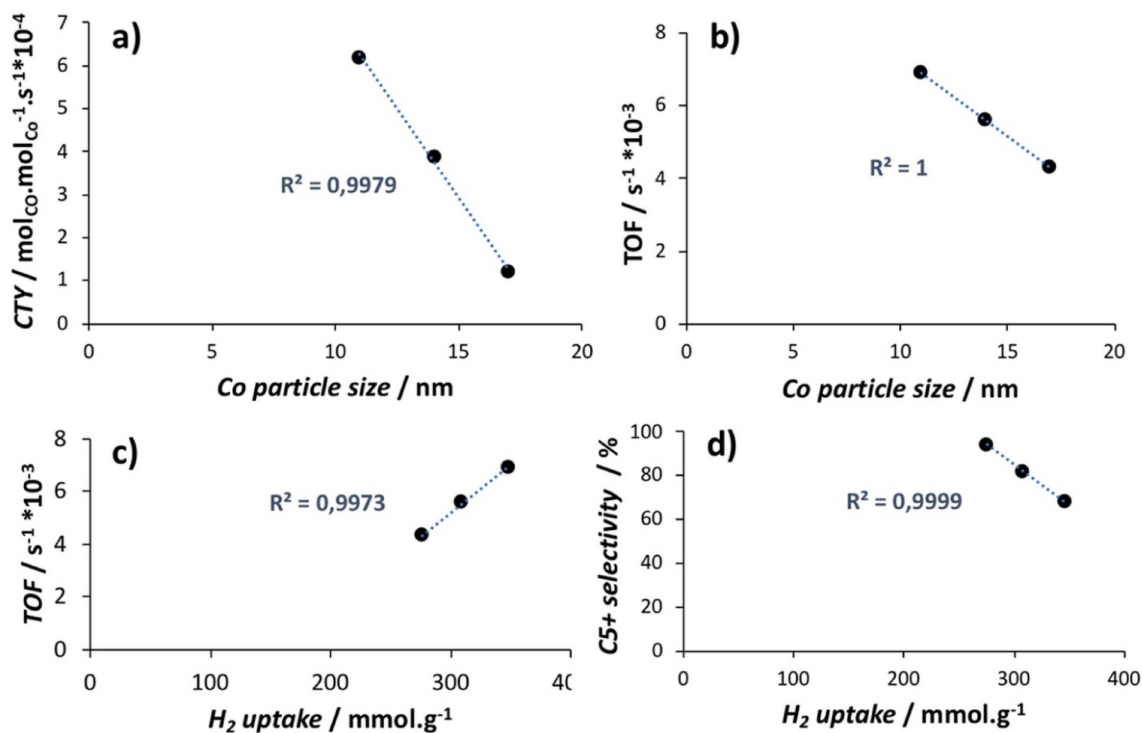 a)
CTY / mol_CO.mol_Co^-1.s^-1*10^-4
7
6
5
4
3
2
1
0
R² = 0,9979
0 5 10 15 20
Co particle size / nm
b)
TOF / s^-1 *10^-3
8
6
4
2
0
R² = 1
0 5 10 15 20
Co particle size / nm
c)
TOF / s^-1 *10^-3
8
6
4
2
0
R² = 0,9973
0 100 200 300
H₂ uptake / mmol.g^-1
d)
C5+ selectivity / %
100
80
60
40
20
0
R² = 0,9999
0 100 200 300 400
H₂ uptake / mmol.g^-1